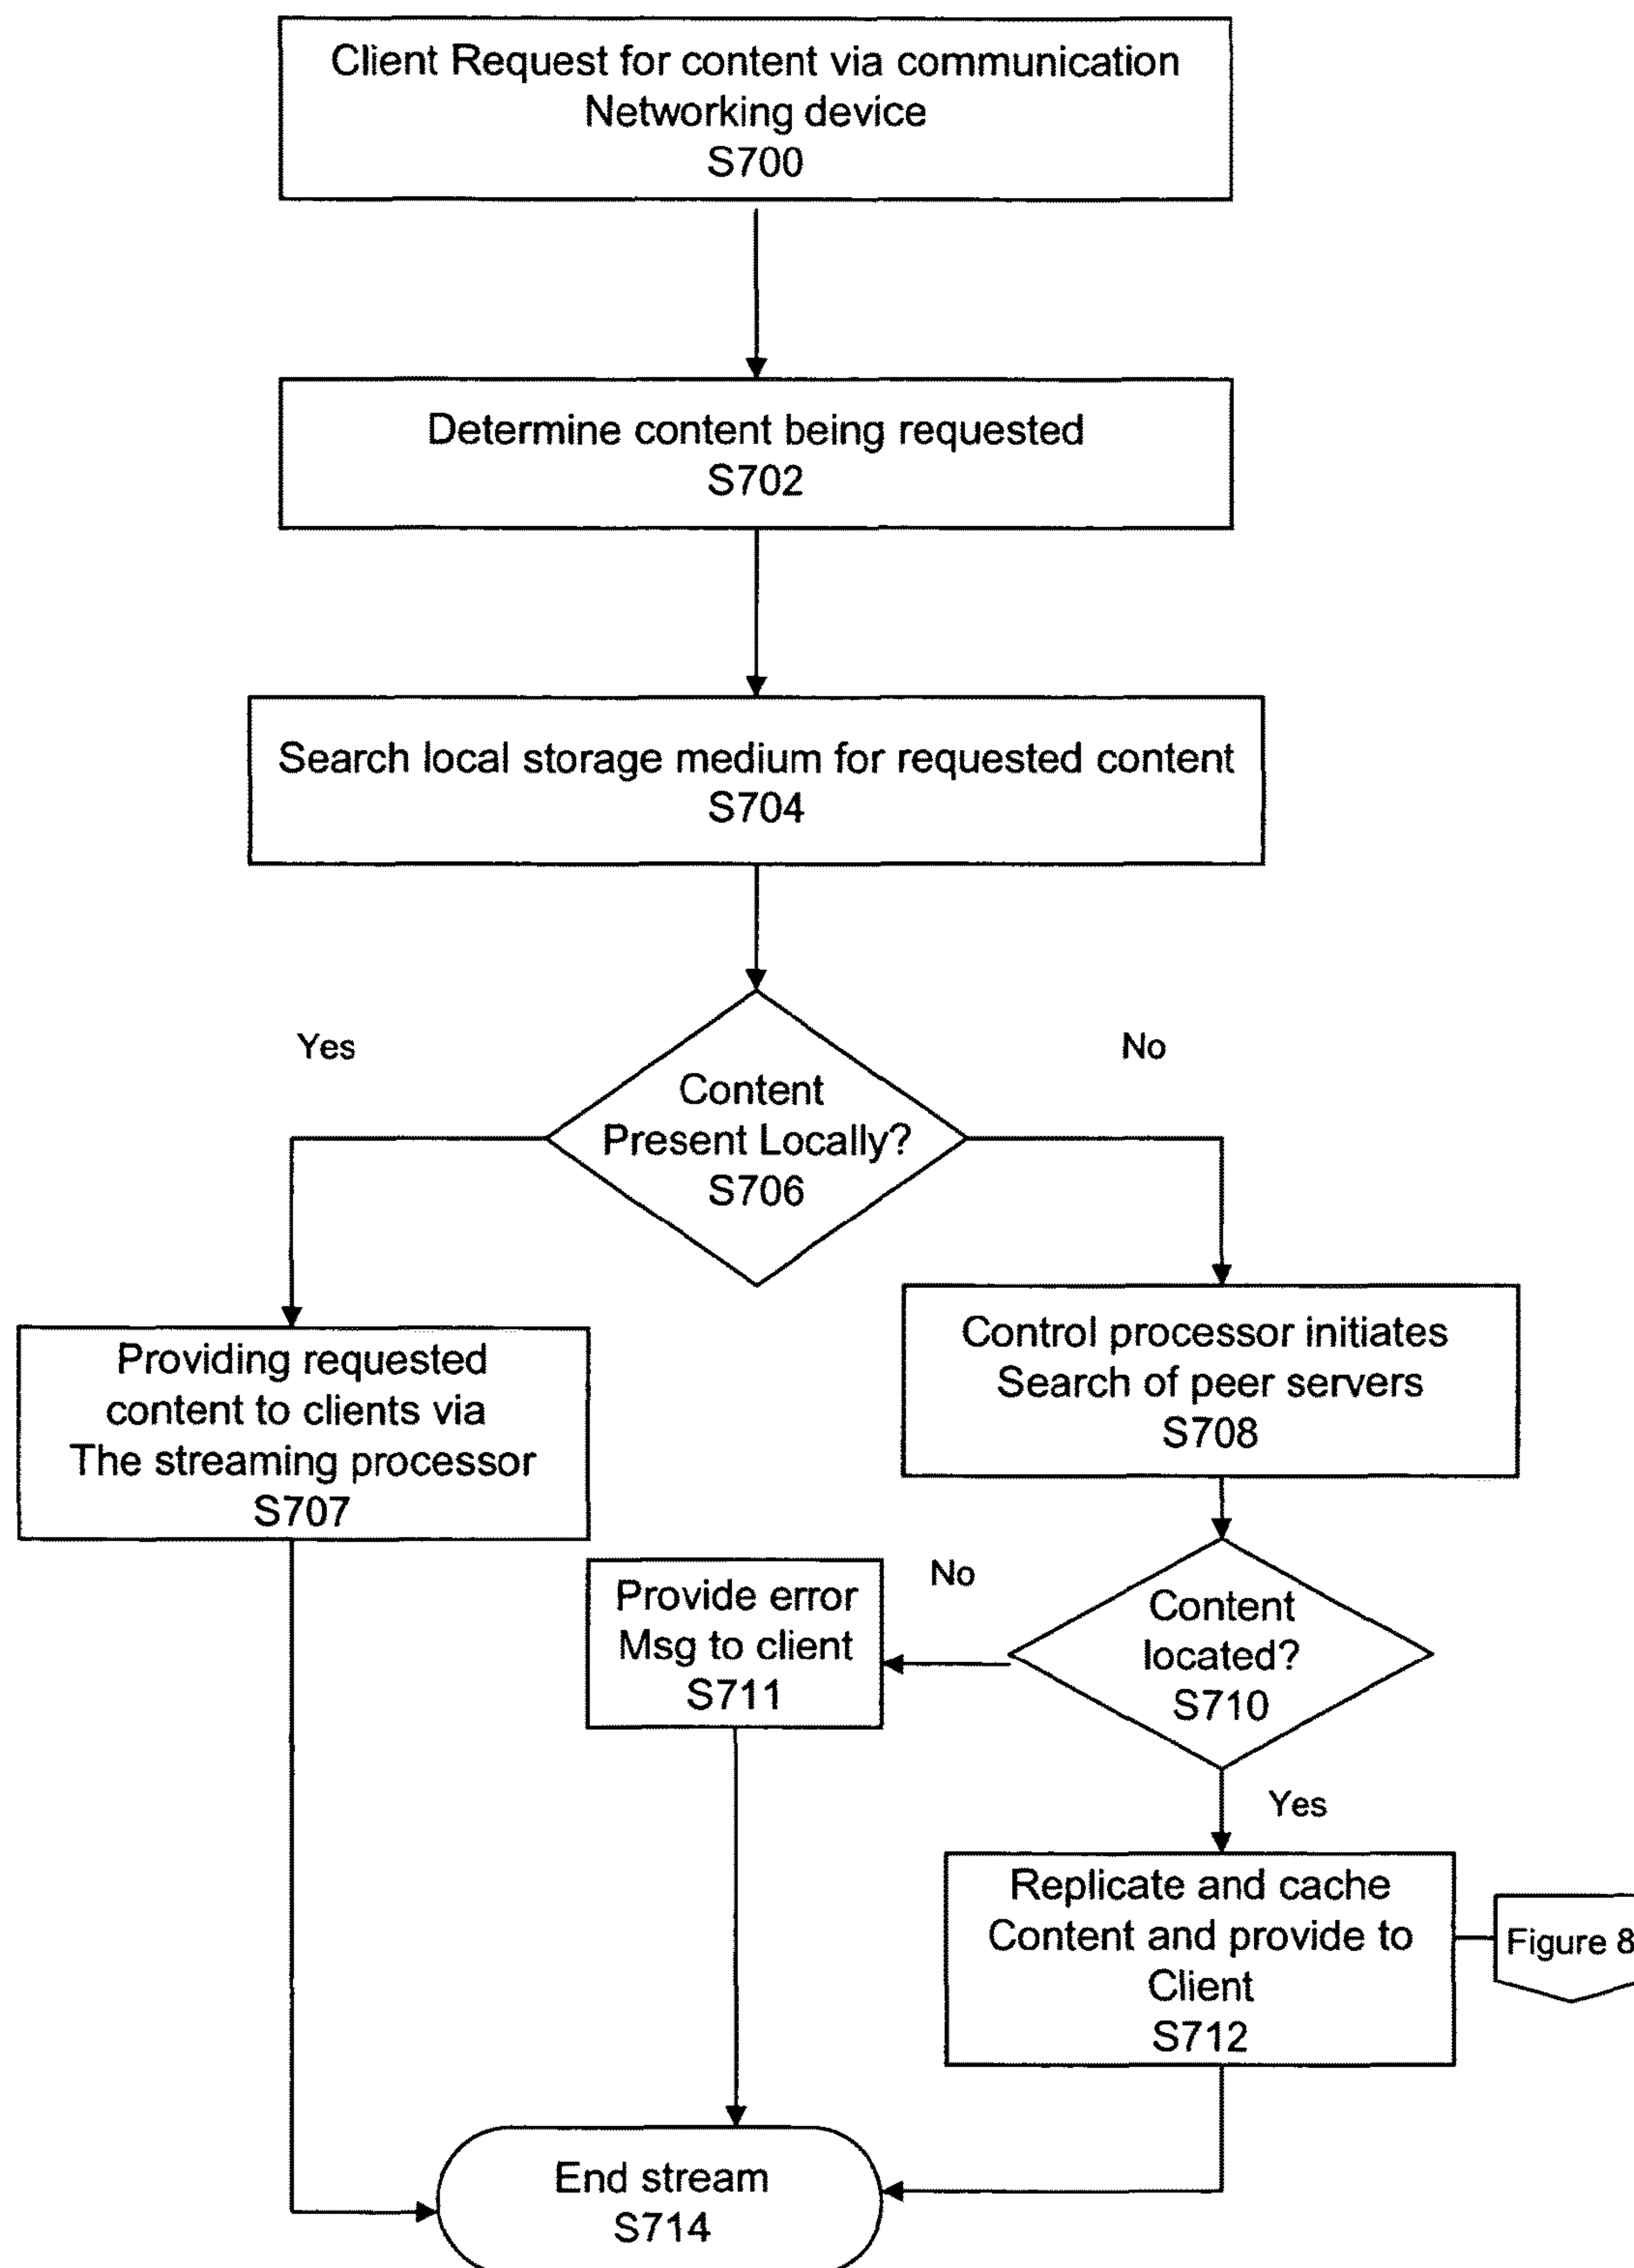 Client Request for content via communication
Networking device
S700
Determine content being requested
S702
Search local storage medium for requested content
S704
Yes
No
Content
Present Locally?
S706
Providing requested
content to clients via
The streaming processor
S707
Control processor initiates
Search of peer servers
S708
No
Provide error
Msg to client
S711
Content
located?
S710
Yes
Replicate and cache
Content and provide to
Client
S712
Figure 8
End stream
S714